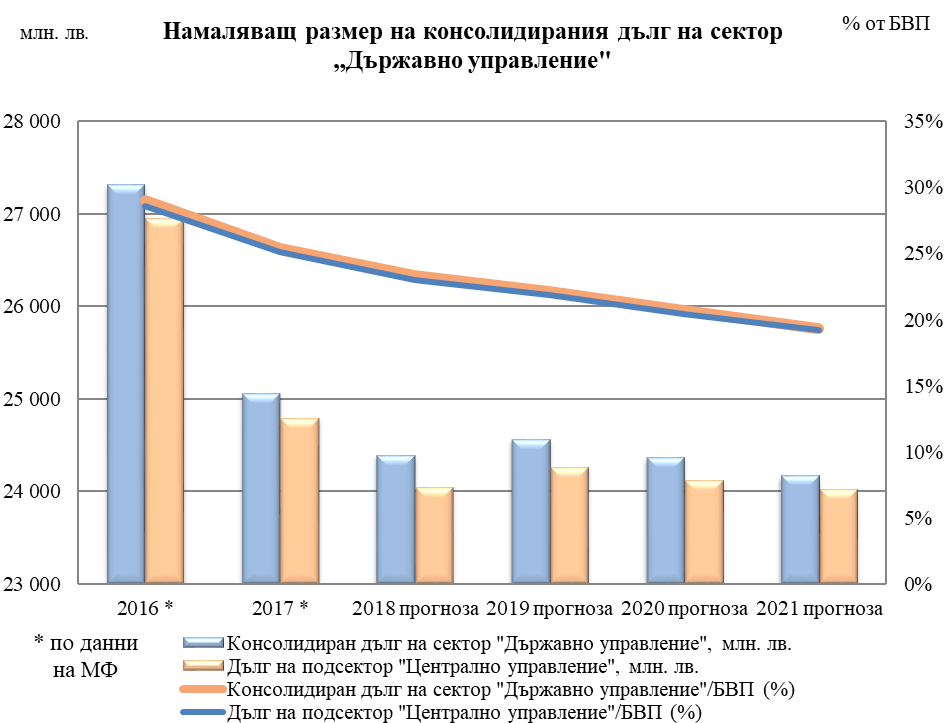 млн. лв.
Намаляващ размер на консолидирания дълг на сектор
„Държавно управление"
% от БВП
28 000
27 000
26 000
25 000
24 000
23 000
35%
30%
25%
20%
15%
10%
5%
0%
2016 *
2017 *
2018 прогноза
2019 прогноза
2020 прогноза
2021 прогноза
* по данни
на МФ
Консолидиран дълг на сектор "Държавно управление", млн. лв.
Дълг на подсектор "Централно управление", млн. лв.
Консолидиран дълг на сектор "Държавно управление"/БВП (%)
Дълг на подсектор "Централно управление"/БВП (%)